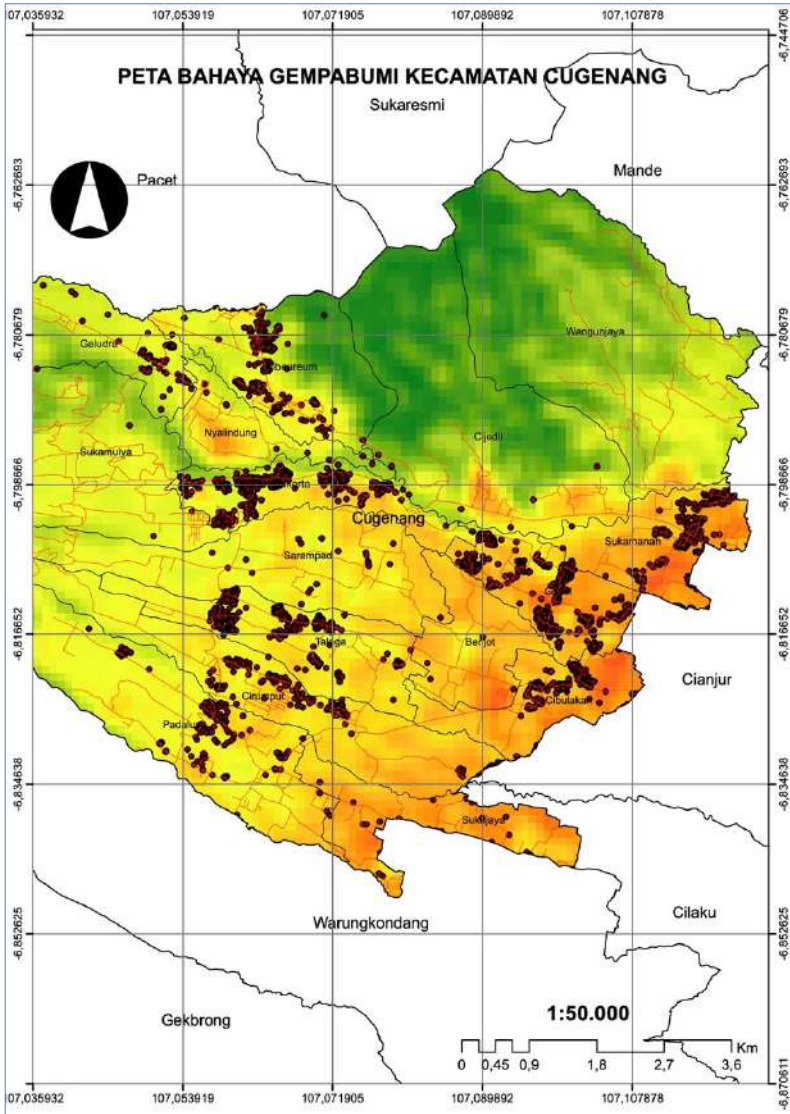 107,035932 107,053919 107,071905 107,089892 107,107878
-6,744706
PETA BAHAYA GEMPABUMI KECAMATAN CUGENANG
Sukaresmi
Pacet
Mande
-6,762693 -6,762693
-6,780679 -6,780679
Galudra
Wangunjaya
Nyalindung
Cijedil
Sukamulya
-6,798666 -6,798666
Cugenang
Sukamanah
Sarampad
-6,816652 -6,816652
Talaga
Benjot
Cianjur
Cirumput
Cibulakan
-6,834638 -6,834638
Sukajaya
-6,852625 -6,852625
Warungkondang
Cilaku
Gekbrong
1:50.000
Km
0 0,45 0,9 1,8 2,7 3,6
-6,870611
107,035932 107,053919 107,071905 107,089892 107,107878